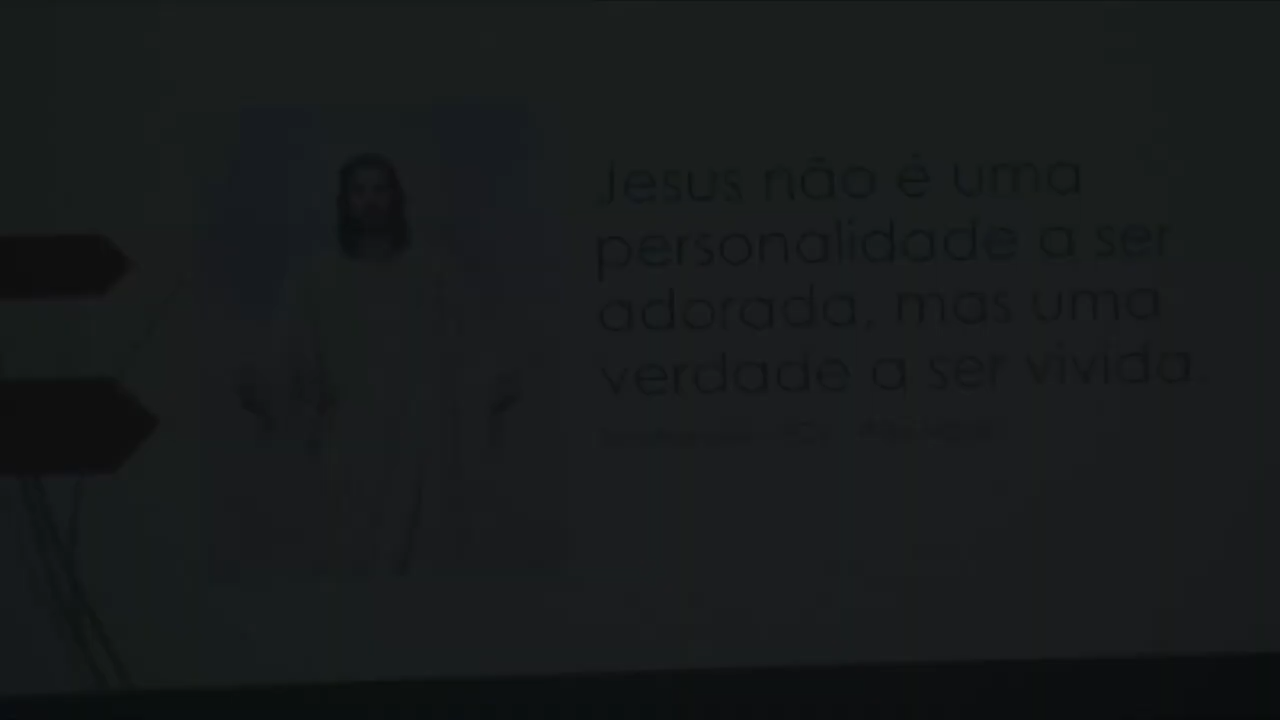 Jesus não é uma
personalidade a ser
adorada, mas uma
verdade a ser vivida.